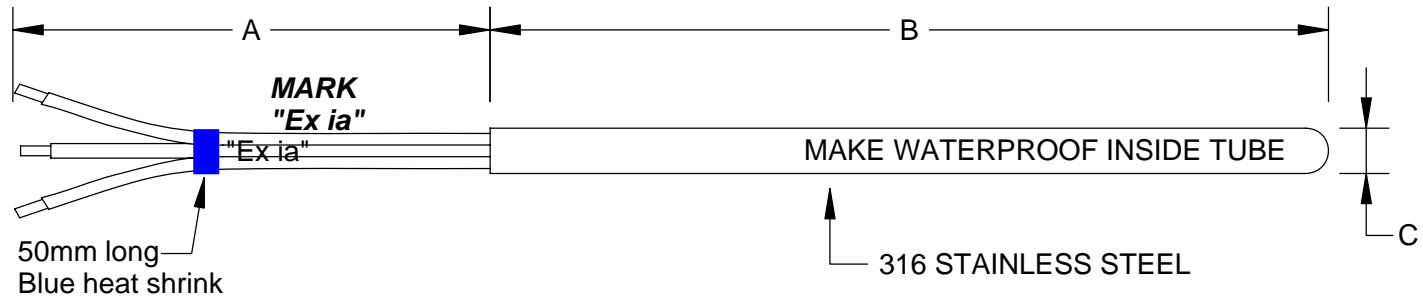 A
B
MARK
"Ex ia"
"Ex ia"
MAKE WATERPROOF INSIDE TUBE
C
50mm long
Blue heat shrink
316 STAINLESS STEEL